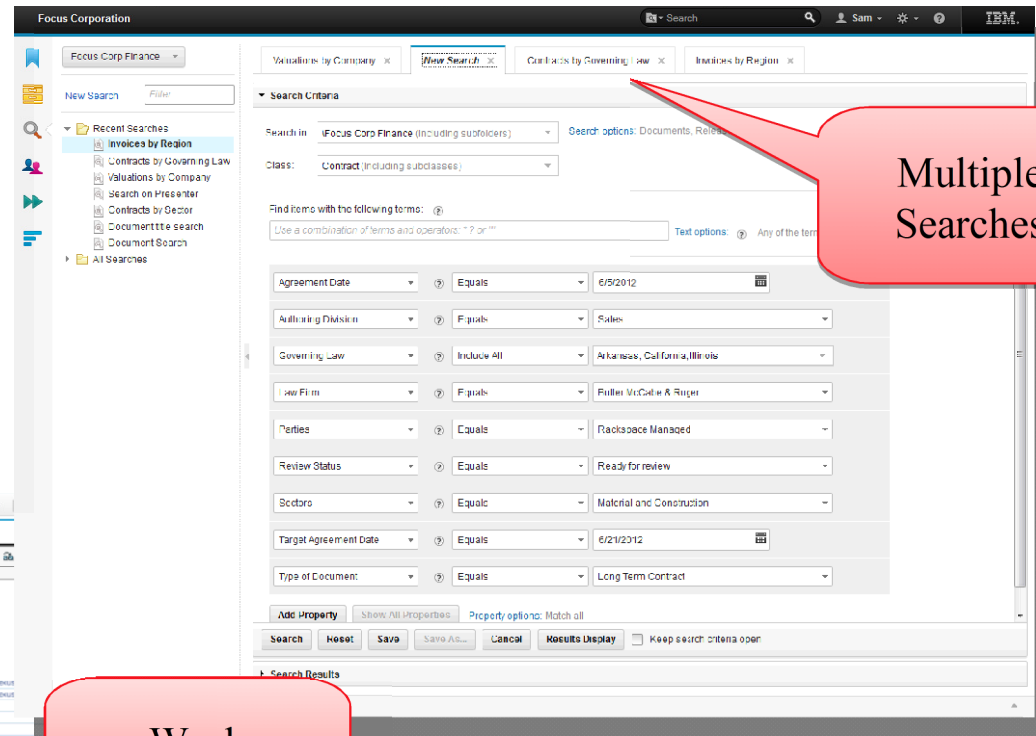 Focus Corporation
Search
Sam
IBM.
Focus Corp Finance
Valuations by Company
New Search
Contracts by Governing Law
Invoices by Region
New Search
Filter
Search Criteria
Recent Searches
Invoices by Region
Contracts by Governing Law
Valuations by Company
Search on Presenter
Contracts by Sector
Document title search
Document Search
All Searches
Search in
Focus Corp Finance (including subfolders)
Search options: Documents,
Class:
Contract (including subclasses)
Multiple
Searches
Find items with the following terms:
Use a combination of terms and operators: * ? or ""
Text options:
Any of the
Agreement Date
Equals
6/5/2012
Authoring Division
Equals
Sales
Governing Law
Include All
Arkansas, California,Illinois
Law Firm
Equals
Parties
Equals
Rackspace Managed
Review Status
Equals
Ready for review
Sectors
Equals
Material and Construction
Target Agreement Date
Equals
6/21/2012
Type of Document
Equals
Long Term Contract
Add Property
Show All Properties
Property options: Match all
Search
Reset
Save
Save As...
Cancel
Results Display
Keep search criteria open
Search Results